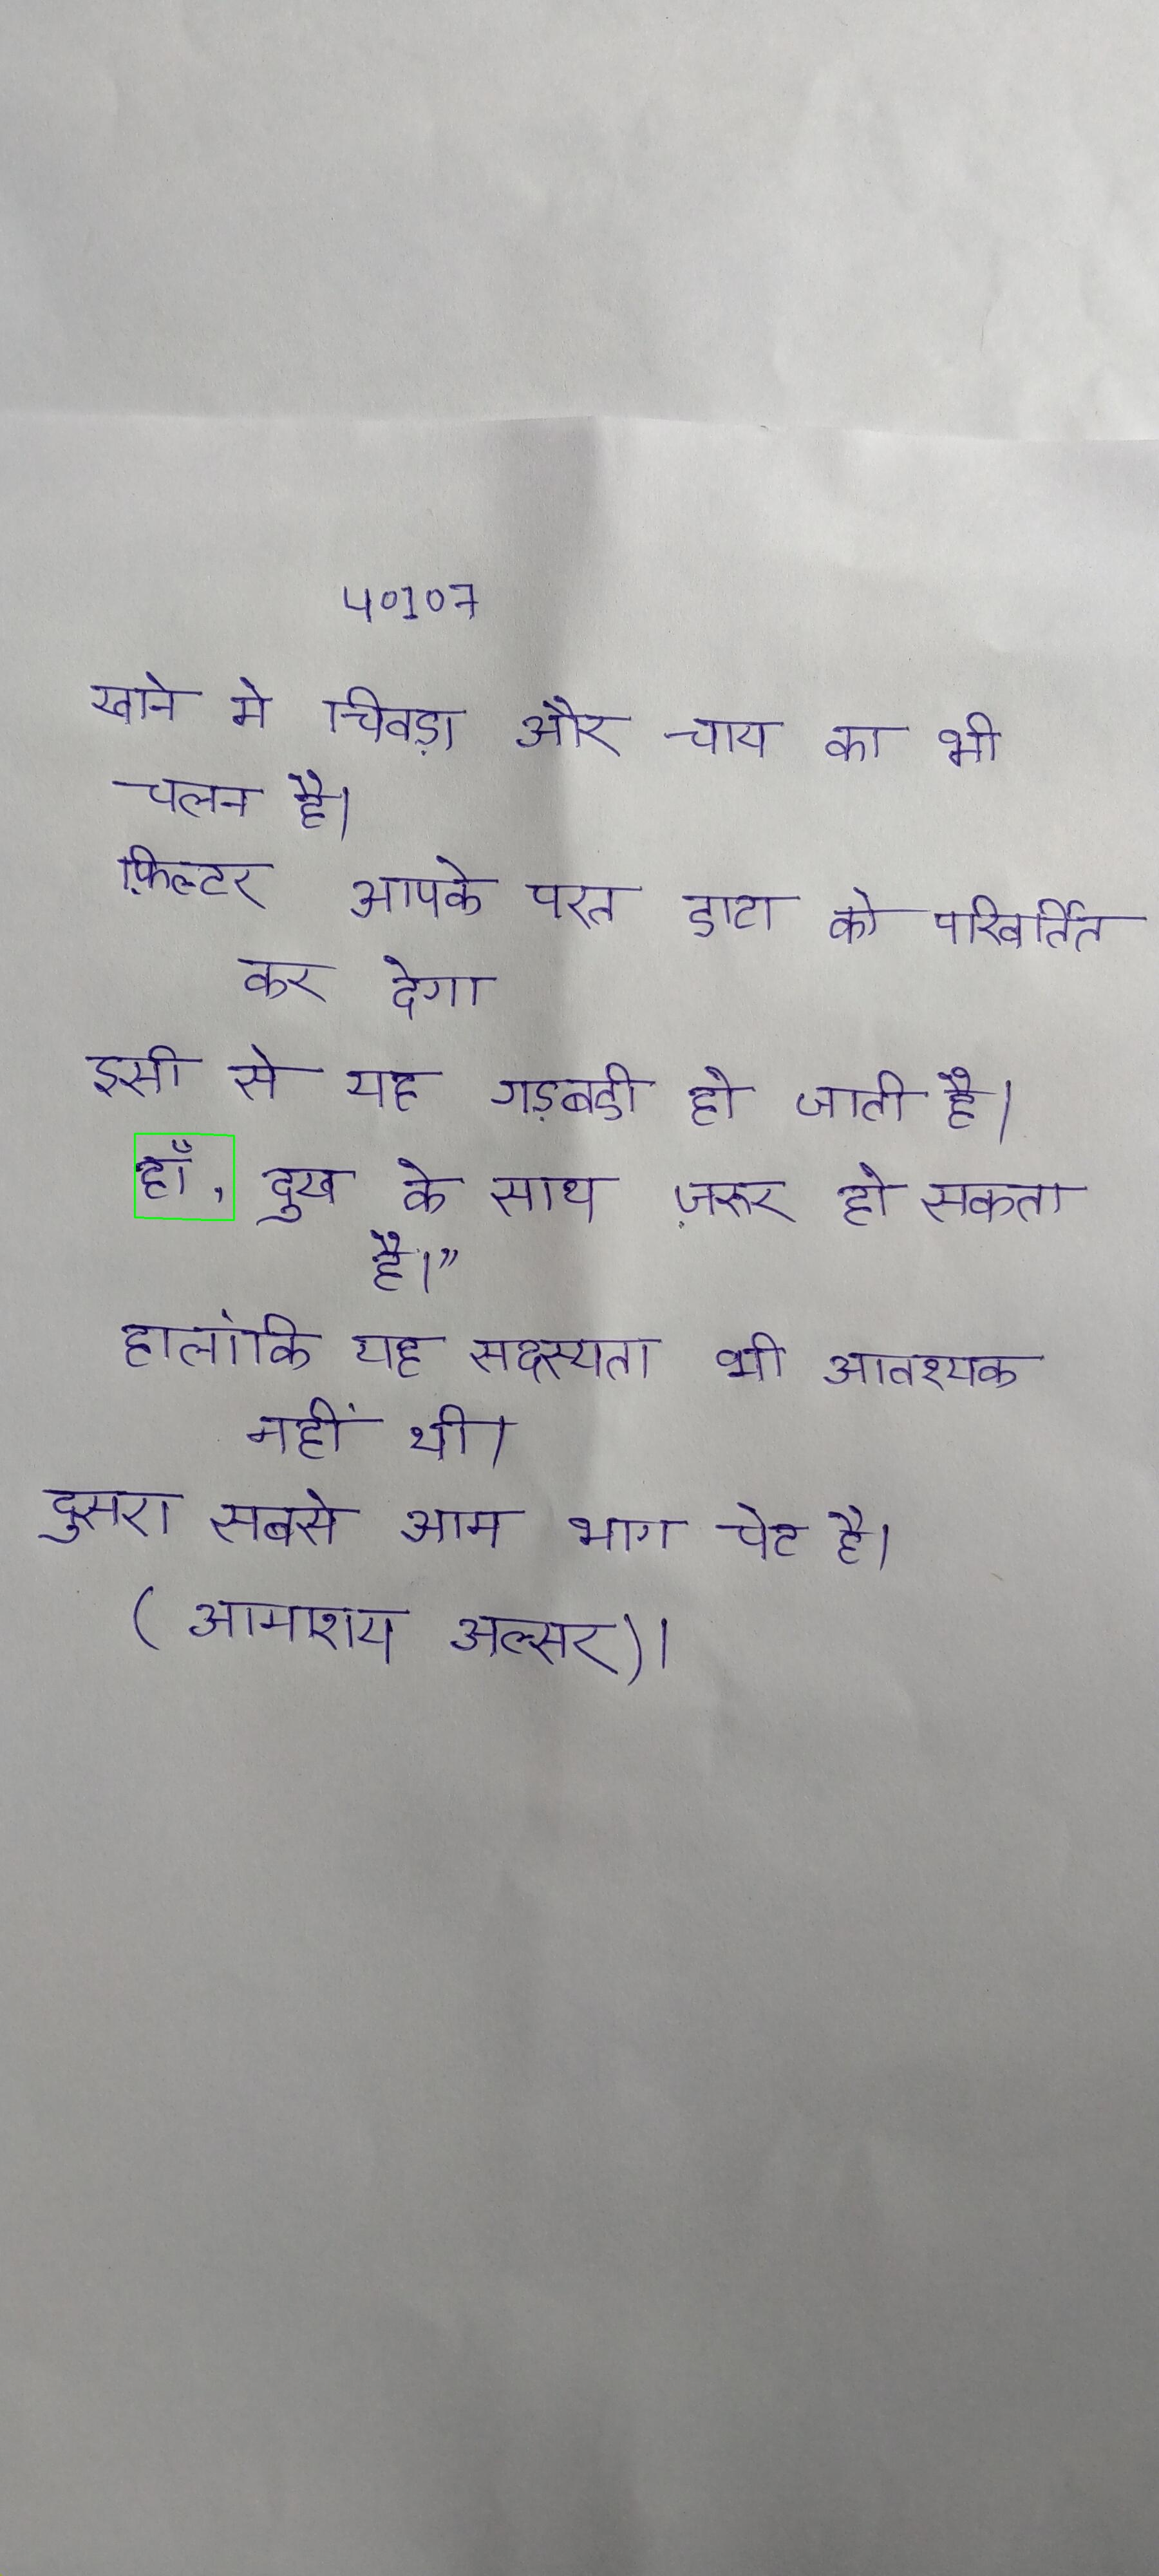 40107
खाने मे चिवड़ा और चाय का भी
चलन है।
फ़िल्टर आपके परत डाटा को परिवर्तित
कर देगा
इसी से यह गड़बडी हो जाती है।
हाँ, दुख के साथ ज़रूर हो सकता
है।”
हालांकि यह सदस्यता भी आवश्यक
नहीं थी।
दुसरा सबसे आम भाग पेट है।
(आमाशय अल्सर)।